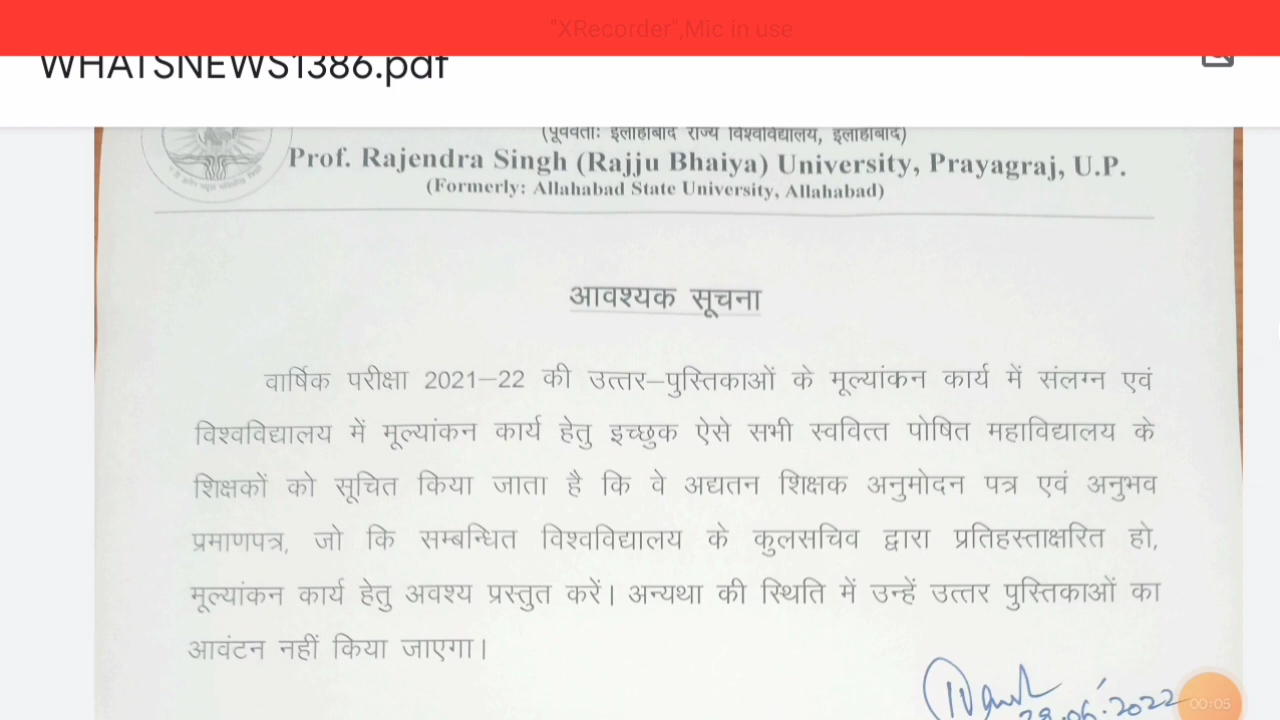 "XRecorder",Mic in use
WHATSNEWS1386.pdf
(पूर्ववर्ती: इलाहाबाद राज्य विश्वविद्यालय, इलाहाबाद)
Prof. Rajendra Singh (Rajju Bhaiya) University, Prayagraj, U.P.
(Formerly: Allahabad State University, Allahabad)
आवश्यक सूचना
वार्षिक परीक्षा 2021–22 की उत्तर–पुस्तिकाओं के मूल्यांकन कार्य में संलग्न एवं
विश्वविद्यालय में मूल्यांकन कार्य हेतु इच्छुक ऐसे सभी स्ववित्त पोषित महाविद्यालय के
शिक्षकों को सूचित किया जाता है कि वे अद्यतन शिक्षक अनुमोदन पत्र एवं अनुभव
प्रमाणपत्र, जो कि सम्बन्धित विश्वविद्यालय के कुलसचिव द्वारा प्रतिहस्ताक्षरित हो,
मूल्यांकन कार्य हेतु अवश्य प्रस्तुत करें। अन्यथा की स्थिति में उन्हें उत्तर पुस्तिकाओं का
आवंटन नहीं किया जाएगा।
28.06.2022
00:05